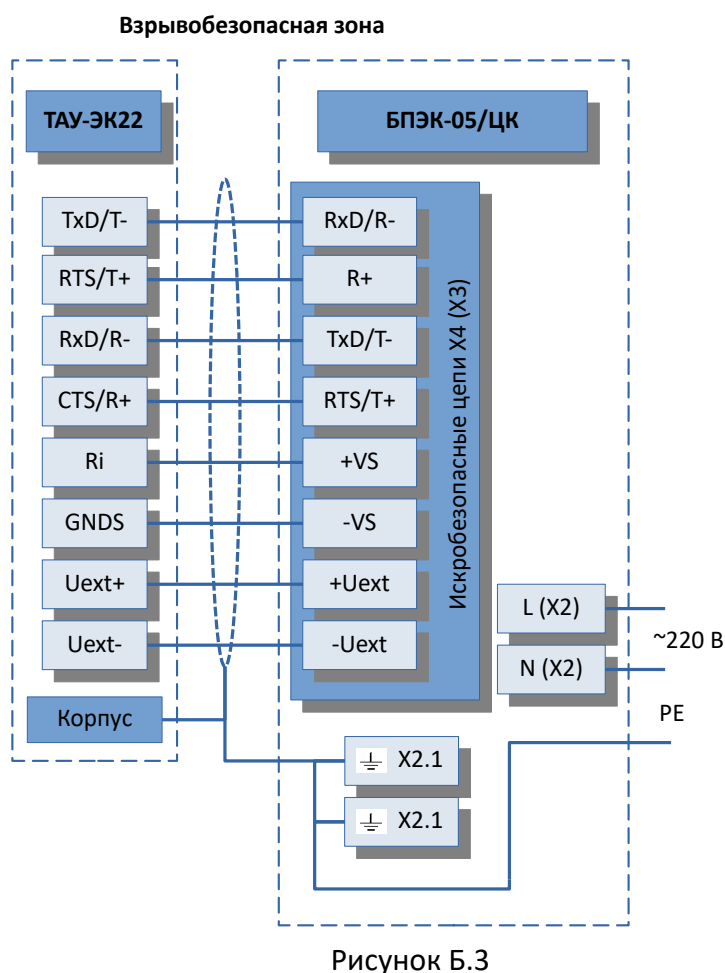 Взрывобезопасная зона
ТАУ-ЭК22
БПЭК-05/ЦК
TxD/T-
RxD/R-
RTS/T+
R+
RxD/R-
TxD/T-
CTS/R+
RTS/T+
Ri
+VS
GNDS
-VS
Uext+
+Uext
Uext-
-Uext
Искробезопасные цепи X4 (X3)
L (X2)
~220 В
N (X2)
Корпус
PE
X2.1
X2.1
Рисунок Б.3